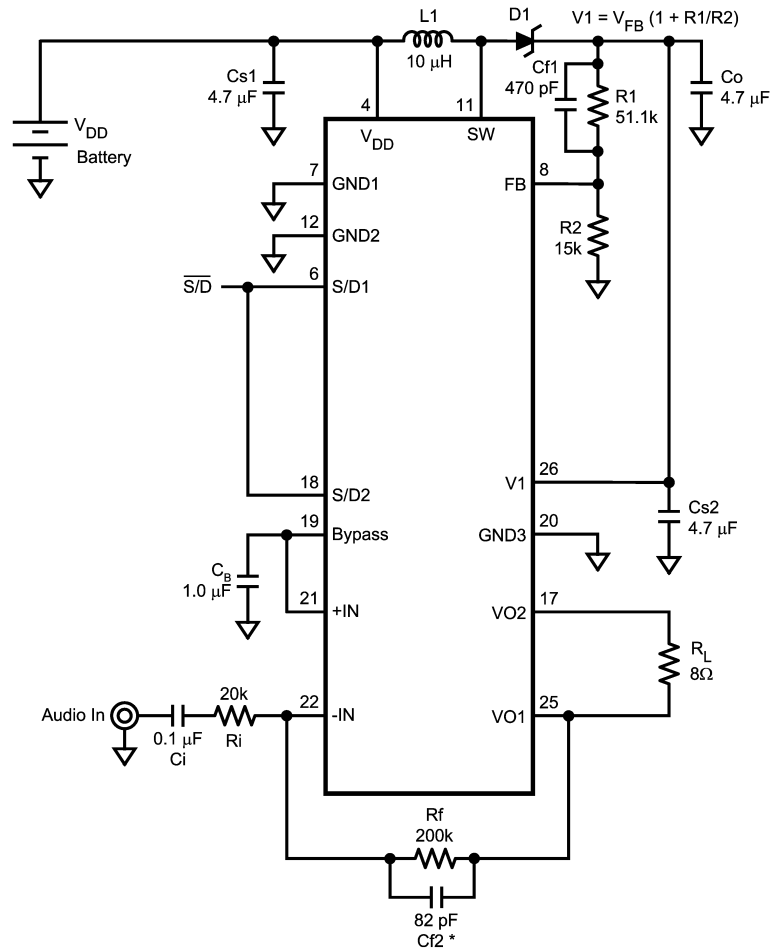 L1
D1
V1 = VFB (1 + R1/R2)
10 μH
Cs1
4.7 μF
Cf1
470 pF
R1
51.1k
Co
4.7 μF
VDD
Battery
4
11
VDD
SW
7
GND1
8
FB
12
GND2
R2
15k
S/D
6
S/D1
18
S/D2
26
V1
19
Bypass
20
GND3
Cs2
4.7 μF
CB
1.0 μF
21
+IN
17
VO2
RL
8Ω
Audio In
0.1 μF
Ci
20k
Ri
22
-IN
25
VO1
Rf
200k
82 pF
Cf2 *